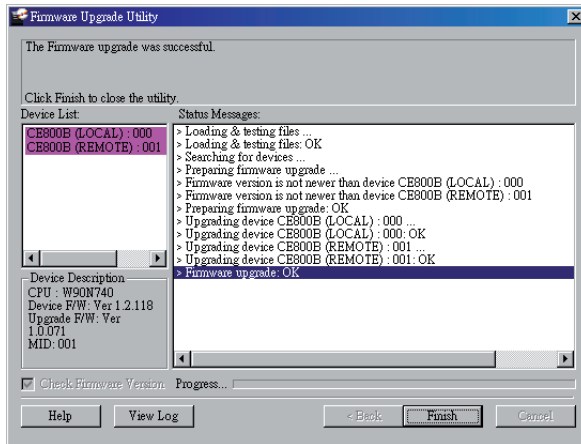 Firmware Upgrade Utility
The Firmware upgrade was successful.
Click Finish to close the utility.
Device List:
CE800B (LOCAL) : 000
CE800B (REMOTE) : 001
Status Messages:
> Loading & testing files ...
> Loading & testing files: OK
> Searching for devices ...
> Preparing firmware upgrade ...
> Firmware version is not newer than device CE800B (LOCAL) : 000
> Firmware version is not newer than device CE800B (REMOTE) : 001
> Preparing firmware upgrade: OK
> Upgrading device CE800B (LOCAL) : 000 ...
> Upgrading device CE800B (LOCAL) : 000: OK
> Upgrading device CE800B (REMOTE) : 001 ...
> Upgrading device CE800B (REMOTE) : 001: OK
> Firmware upgrade: OK
Device Description
CPU : W90N740
Device F/W: Ver 1.2.118
Upgrade F/W: Ver
1.0.071
MID: 001
Check Firmware Version
Progress...
Help
View Log
< Back
Finish
Cancel